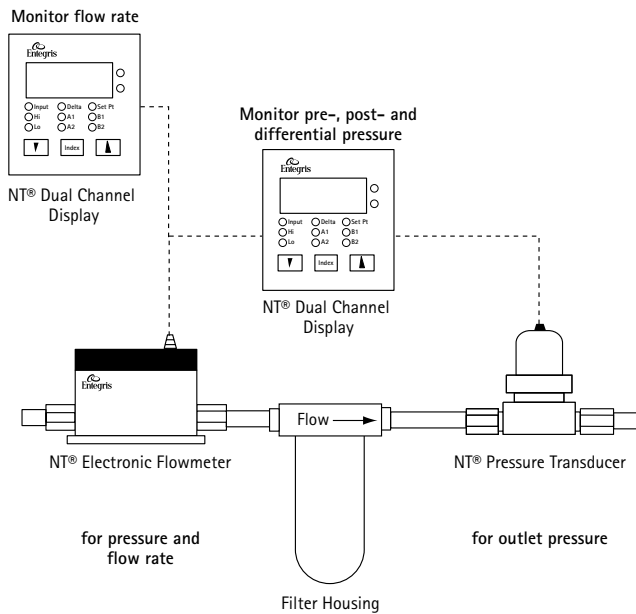 Monitor flow rate
Entegris
Input Delta Set Pt
Hi A1 B1
Lo A2 B2
Index
NT® Dual Channel
Display
Monitor pre-, post- and
differential pressure
Entegris
Input Delta Set Pt
Hi A1 B1
Lo A2 B2
Index
NT® Dual Channel
Display
Entegris
Flow
NT® Electronic Flowmeter
NT® Pressure Transducer
for pressure and
flow rate
for outlet pressure
Filter Housing